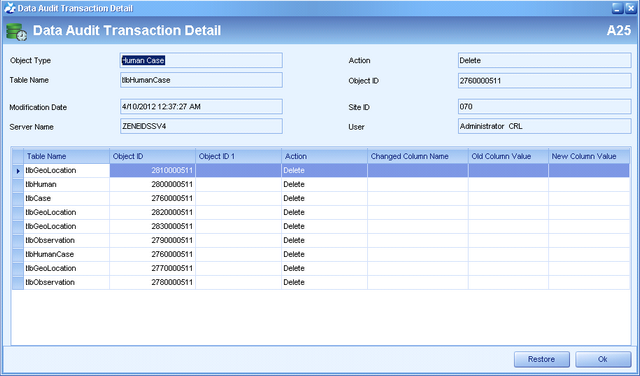 Data Audit Transaction Detail
Data Audit Transaction Detail A25
Object Type Human Case Action Delete
Table Name tlbHumanCase Object ID 2760000511
Modification Date 4/10/2012 12:37:27 AM Site ID 070
Server Name ZENEIDSSV4 User Administrator CRL
Table Name Object ID Object ID 1 Action Changed Column Name Old Column Value New Column Value
tlbGeoLocation 2810000511 Delete
tlbHuman 2800000511 Delete
tlbCase 2760000511 Delete
tlbGeoLocation 2820000511 Delete
tlbGeoLocation 2830000511 Delete
tlbObservation 2790000511 Delete
tlbHumanCase 2760000511 Delete
tlbGeoLocation 2770000511 Delete
tlbObservation 2780000511 Delete
Restore Ok